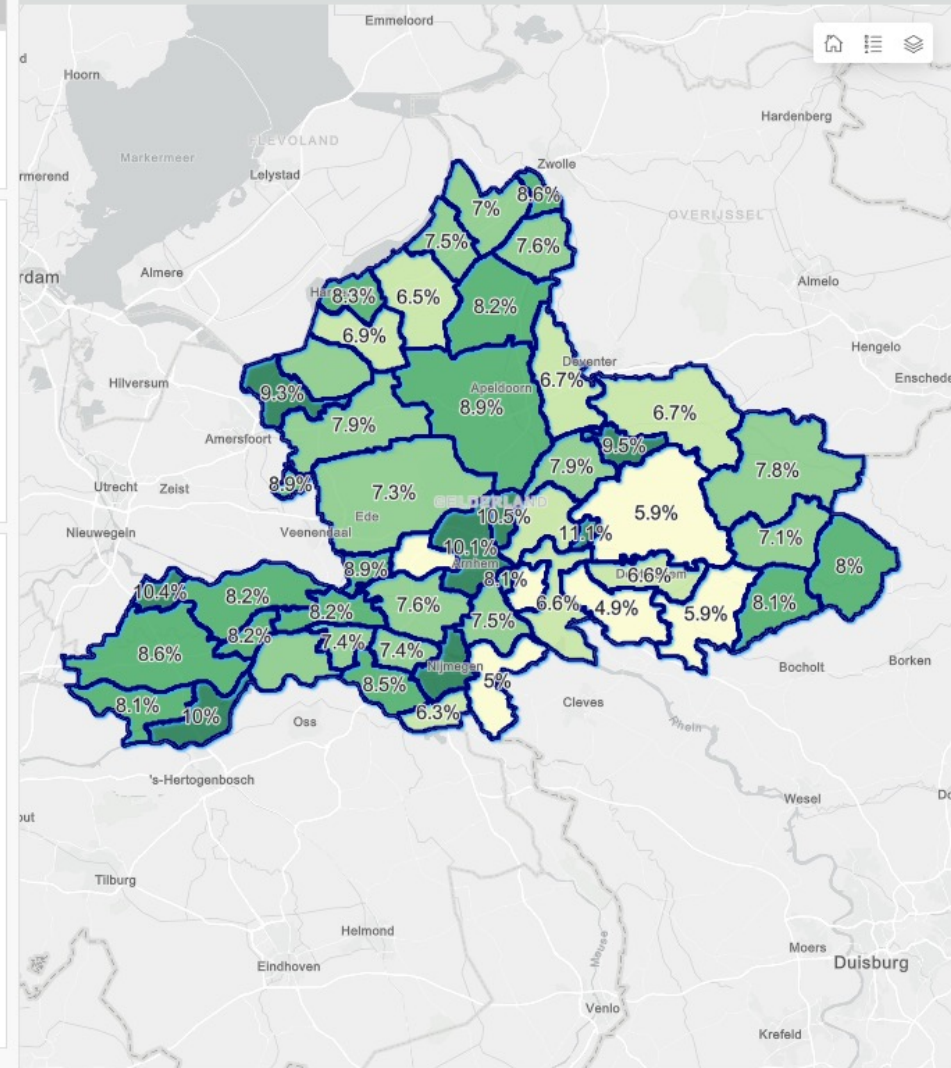 Emmeloord
d
Hoorn
Hardenberg
FLEVOLAND
Markermeer
Zwolle
rmerend
Lelystad
8.6%
7%
OVERIJSSEL
7.5%
7.6%
rdam
Almere
Almelo
8.3%
6.5%
8.2%
6.9%
Hengelo
Deventer
Enschede
Hilversum
6.7%
9.3%
Apeldoorn
8.9%
6.7%
7.9%
Amersfoort
9.5%
7.9%
7.8%
8.9%
Utrecht
Zeist
7.3%
GELDERLAND
10.5%
5.9%
Ede
Nieuwegein
Veenendaal
11.1%
7.1%
10.1%
Arnhem
8.9%
8%
8.1%
6.6%
10.4%
8.2%
7.6%
6.6%
4.9%
5.9%
8.1%
8.2%
7.5%
8.2%
7.4%
7.4%
8.6%
Nijmegen
5%
Bocholt
Borken
8.5%
8.1%
10%
6.3%
Cleves
Oss
Rhein
's-Hertogenbosch
Wesel
Do
out
Tilburg
Helmond
Meuse
Moers
Eindhoven
Duisburg
Venlo
Krefeld